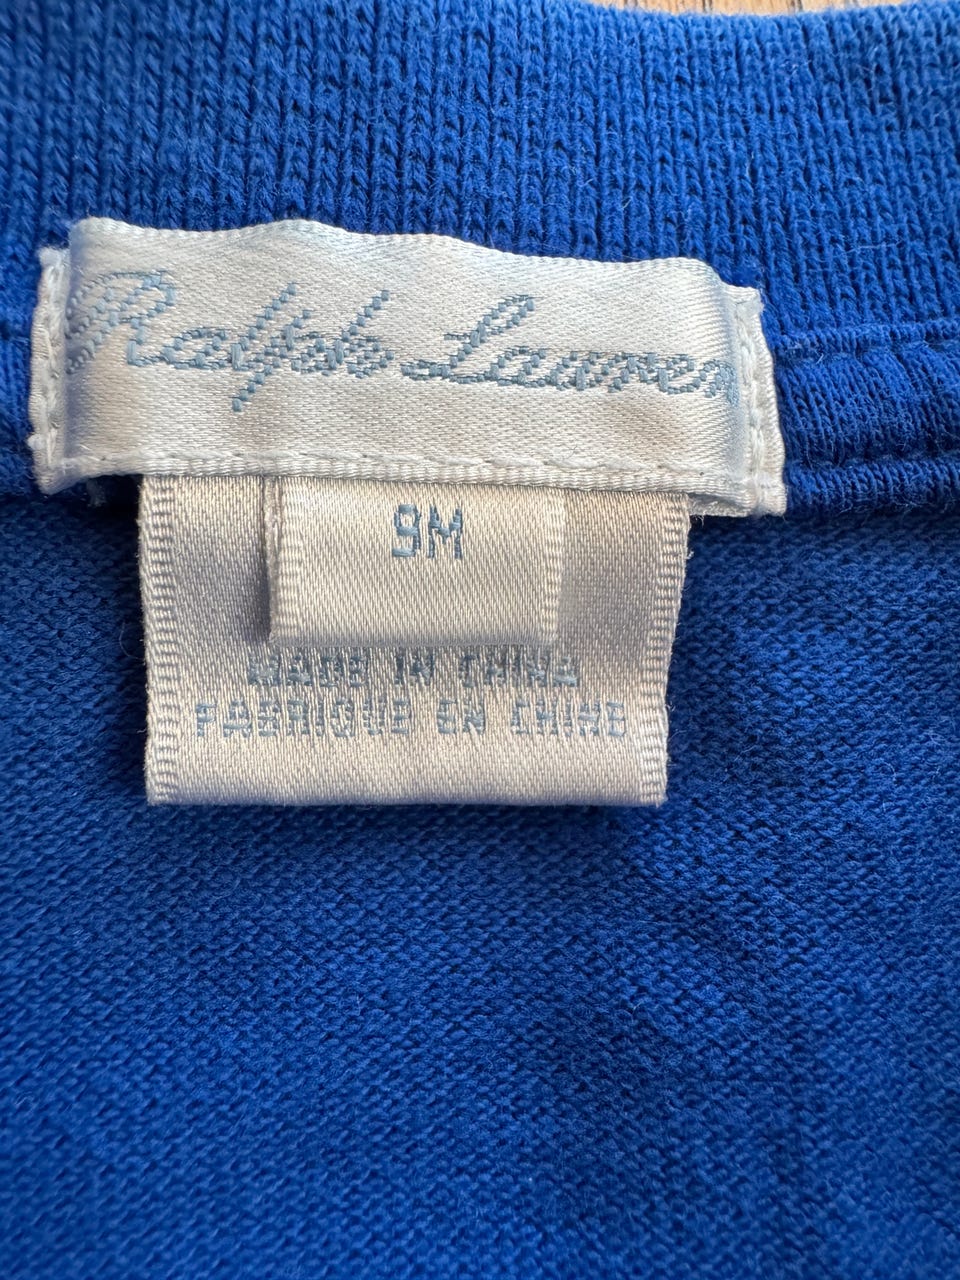 Ralph Lauren
9M
MADE IN CHINA
FABRIQUE EN CHINE